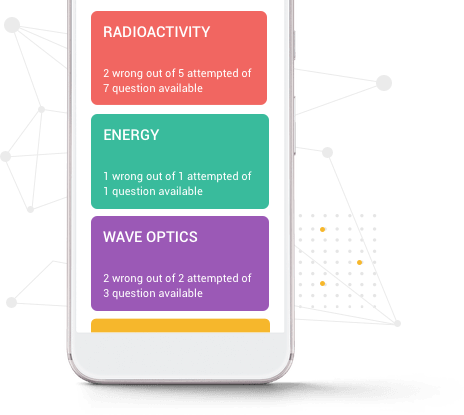 RADIOACTIVITY
2 wrong out of 5 attempted of
7 question available
ENERGY
1 wrong out of 1 attempted of
1 question available
WAVE OPTICS
2 wrong out of 2 attempted of
3 question available